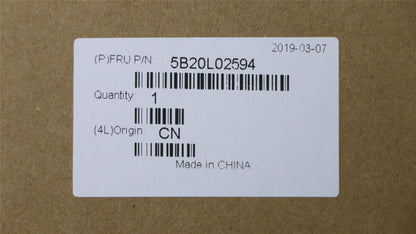 2019-03-07
(P)FRU P/N: 5B20L02594
Quantity: 1
(4L)Origin: CN
Made in CHINA